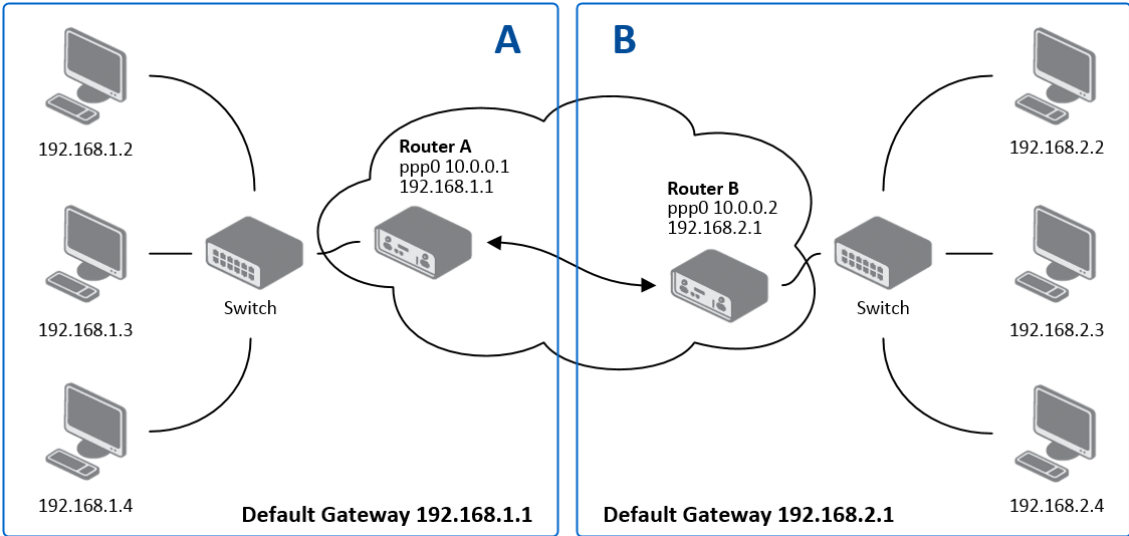 A
B
192.168.1.2
Router A
ppp0 10.0.0.1
192.168.1.1
Router B
ppp0 10.0.0.2
192.168.2.1
192.168.2.2
192.168.1.3
Switch
Switch
192.168.2.3
192.168.1.4
Default Gateway 192.168.1.1
Default Gateway 192.168.2.1
192.168.2.4